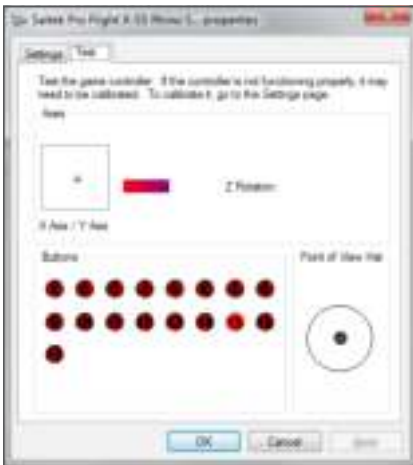 Saitek Pro Flight X-55 Rhino S... properties
Settings
Test
Test the game controller. If the controller is not functioning properly, it may
need to be calibrated. To calibrate it, go to the Settings page.
Axes
Z Rotation
X Axis / Y Axis
Buttons
Point of View Hat
OK
Cancel
Apply